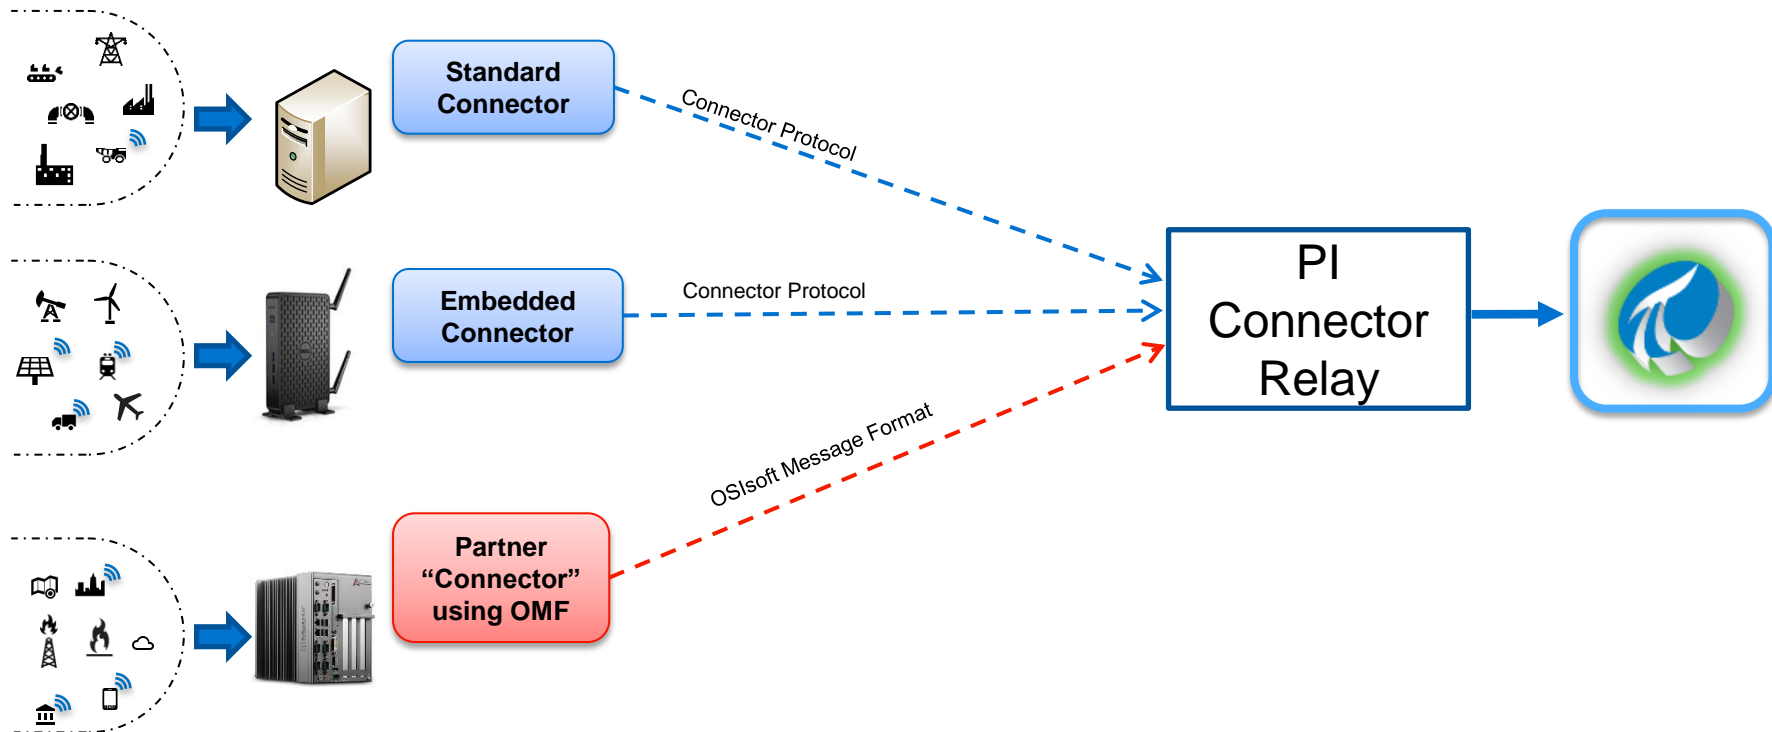 Standard
Connector
Connector Protocol
Embedded
Connector
Connector Protocol
PI
Connector
Relay
OSIsoft Message Format
Partner
“Connector”
using OMF